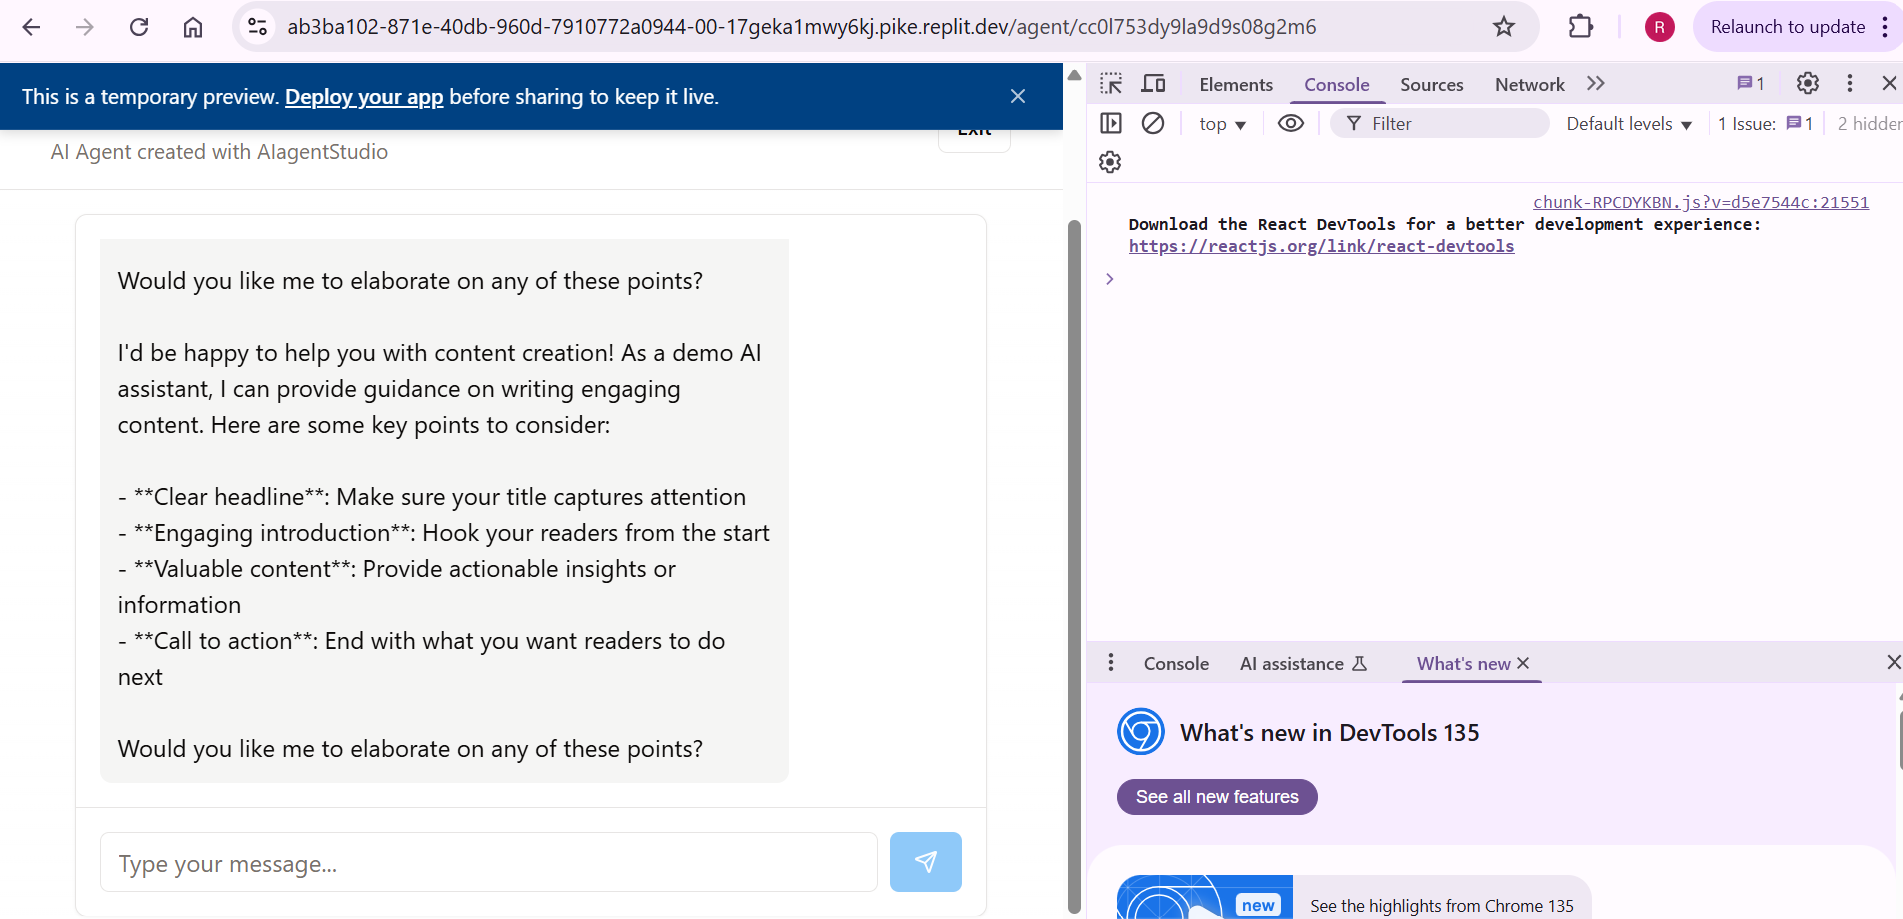 ab3ba102-871e-40db-960d-7910772a0944-00-17geka1mwy6kj.pike.replit.dev/agent/cc0l753dy9la9d9s08g2m6
R
Relaunch to update
This is a temporary preview. Deploy your app before sharing to keep it live.
Exit
AI Agent created with AIagentStudio
Would you like me to elaborate on any of these points?
I'd be happy to help you with content creation! As a demo AI
assistant, I can provide guidance on writing engaging
content. Here are some key points to consider:
- **Clear headline**: Make sure your title captures attention
- **Engaging introduction**: Hook your readers from the start
- **Valuable content**: Provide actionable insights or
information
- **Call to action**: End with what you want readers to do
next
Would you like me to elaborate on any of these points?
Type your message...
Elements
Console
Sources
Network
1
top
Filter
Default levels
1 Issue:
1
2 hidden
chunk-RPCDYKBN.js?v=d5e7544c:21551
Download the React DevTools for a better development experience:
https://reactjs.org/link/react-devtools
Console
AI assistance
What's new
What's new in DevTools 135
See all new features
new
See the highlights from Chrome 135